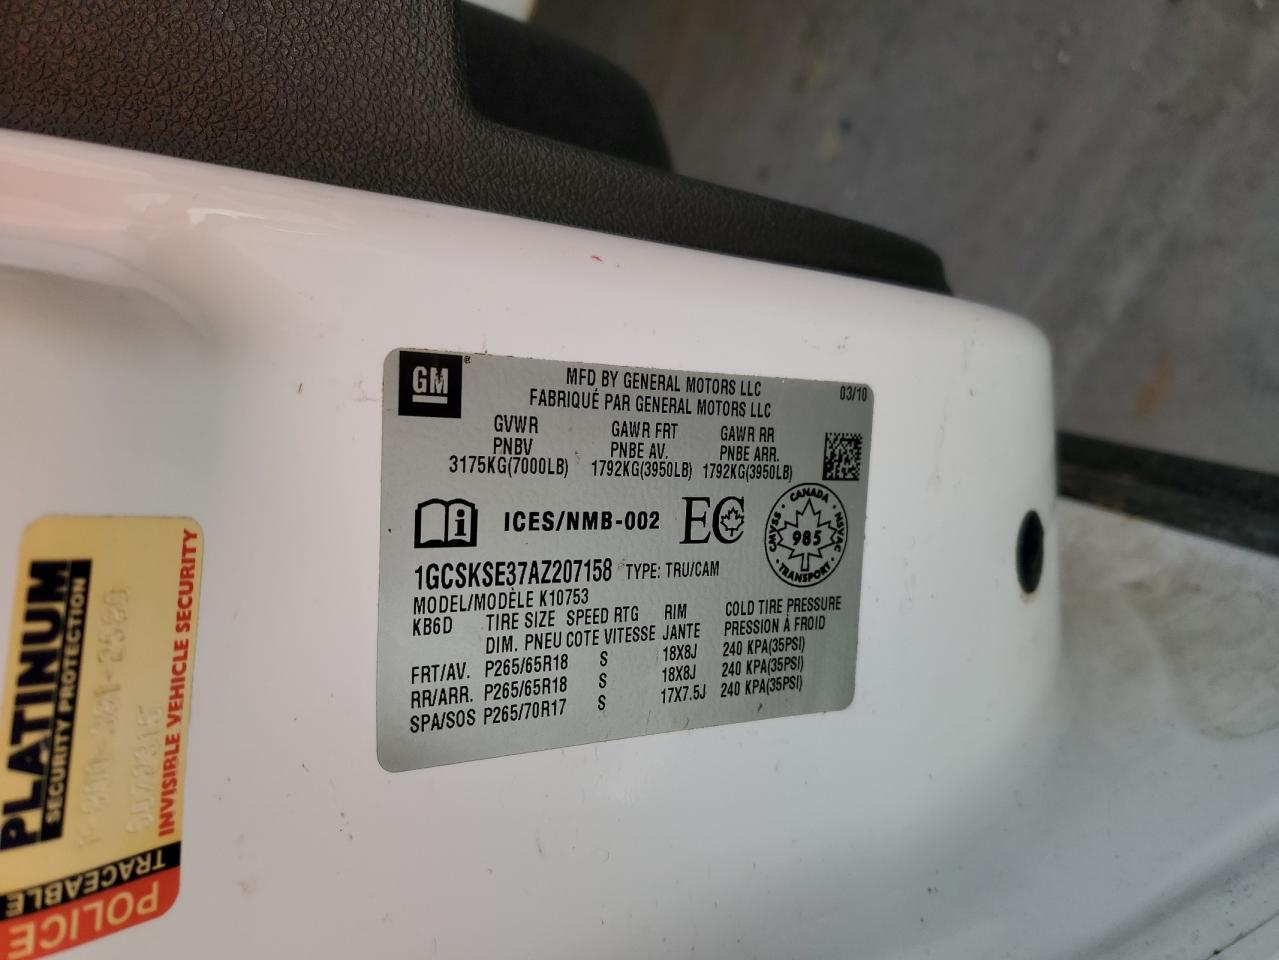 GM
®
MFD BY GENERAL MOTORS LLC
03/10
FABRIQUÉ PAR GENERAL MOTORS LLC
GVWR GAWR FRT GAWR RR
PNBV PNBE AV. PNBE ARR.
3175KG(7000LB) 1792KG(3950LB) 1792KG(3950LB)
i ICES/NMB-002 EC
CANADA
CMVSS 985 NSVAC
TRANSPORT
1GCSKSE37AZ207158 TYPE: TRU/CAM
MODEL/MODÈLE K10753
KB6D TIRE SIZE SPEED RTG RIM COLD TIRE PRESSURE
DIM. PNEU COTE VITESSE JANTE PRESSION À FROID
FRT/AV. P265/65R18 S 18X8J 240 KPA(35PSI)
RR/ARR. P265/65R18 S 18X8J 240 KPA(35PSI)
SPA/SOS P265/70R17 S 17X7.5J 240 KPA(35PSI)
PLATINUM
SECURITY PROTECTION
INVISIBLE VEHICLE SECURITY
TRACEABLE
POLICE